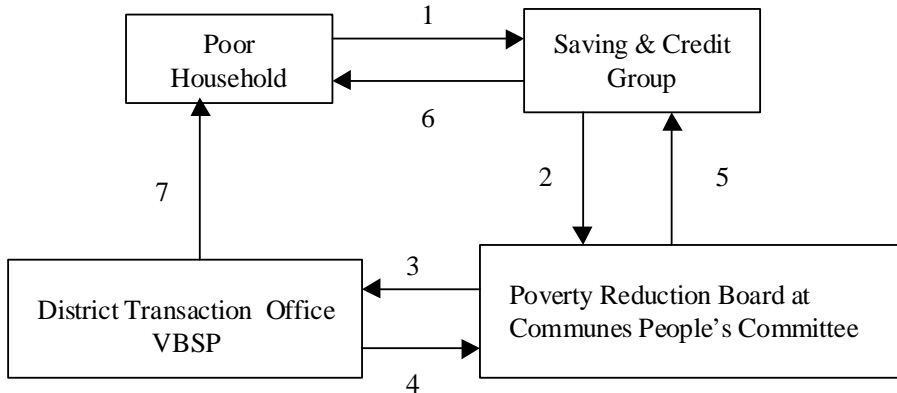 1
Poor
Household
Saving & Credit
Group
6
7
2
5
3
District Transaction Office
VBSP
Poverty Reduction Board at
Communes People’s Committee
4